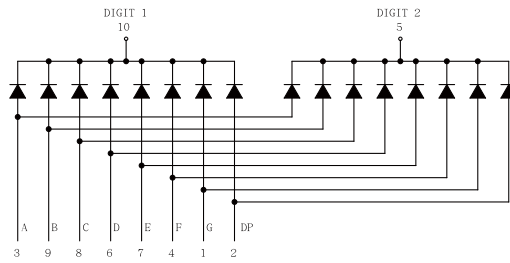 DIGIT 1 DIGIT 2
10 5
A B C D E F G DP
3 9 8 6 7 4 1 2